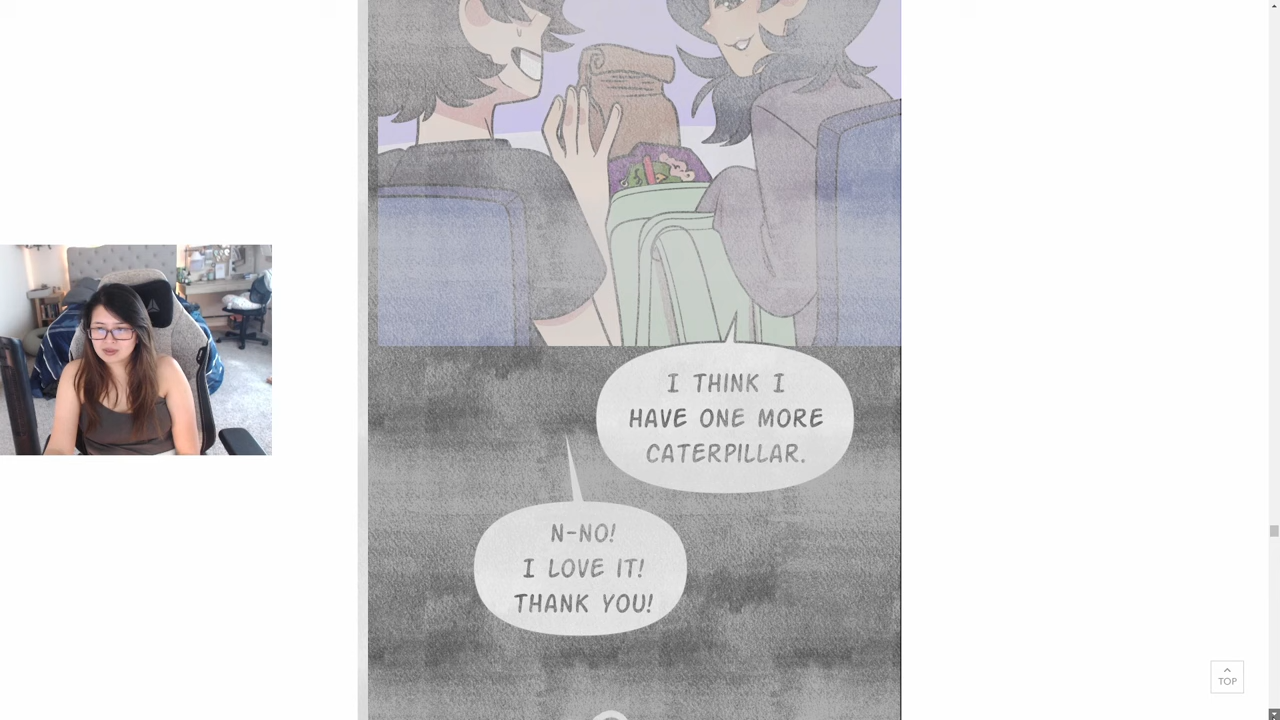 I THINK I
HAVE ONE MORE
CATERPILLAR.
N-NO!
I LOVE IT!
THANK YOU!
TOP